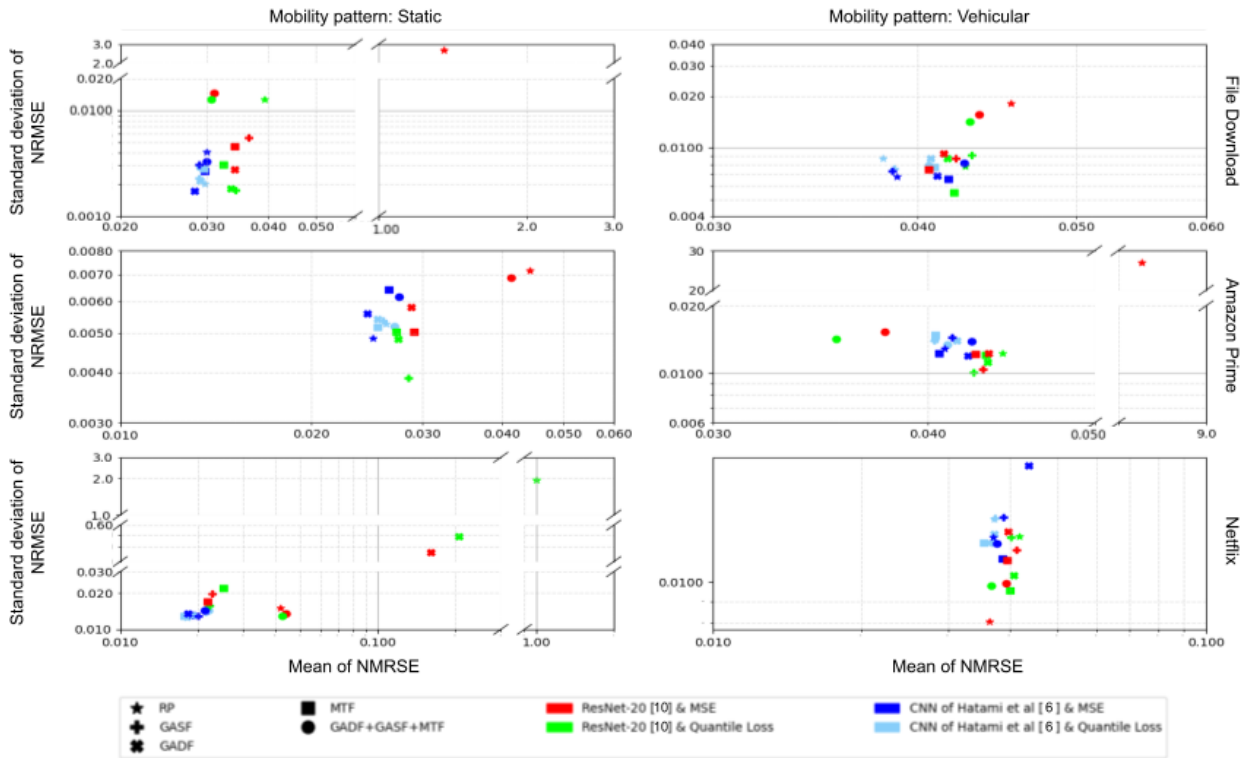 Mobility pattern: Static
Mobility pattern: Vehicular
Standard deviation of
NRMSE
3.0
2.0
0.020
0.0100
0.0010
0.020 0.030 0.040 0.050 1.00 2.0 3.0
0.040
0.030
0.020
0.0100
0.004
0.03 0.040 0.050 0.060
File Download
Standard deviation of
NRMSE
0.0080
0.0070
0.0060
0.0050
0.0040
0.0030
0.010 0.020 0.030 0.040 0.050 0.060
30
20
0.020
0.0100
0.006
0.030 0.040 0.050 9.0
Amazon Prime
Standard deviation of
NRMSE
3.0
2.0
1.0
0.60
0.030
0.020
0.010
0.010 0.100 1.00
Mean of NMRSE
0.0100
0.010 0.100
Mean of NMRSE
Netflix
RP
GASF
GADF
MTF
GADF+GASF+MTF
ResNet-20 [10] & MSE
ResNet-20 [10] & Quantile Loss
CNN of Hatami et al [6] & MSE
CNN of Hatami et al [6] & Quantile Loss